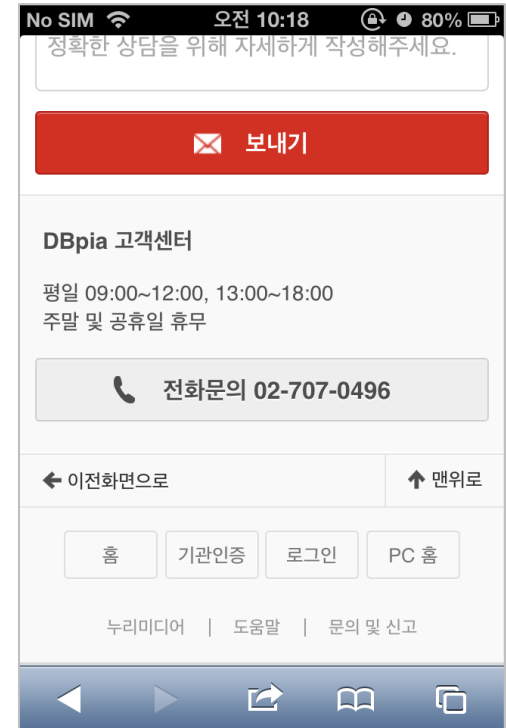 No SIM 오전 10:18 80%
정확한 상담을 위해 자세하게 작성해주세요.
보내기
DBpia 고객센터
평일 09:00~12:00, 13:00~18:00
주말 및 공휴일 휴무
전화문의 02-707-0496
이전화면으로 맨위로
홈 기관인증 로그인 PC 홈
누리미디어 | 도움말 | 문의 및 신고